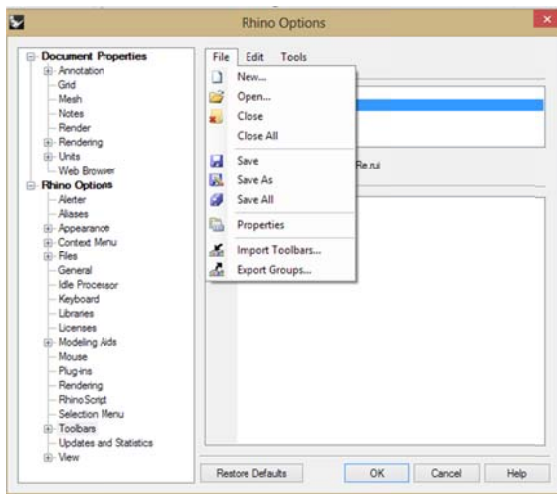 Rhino Options
Document Properties
Annotation
Grid
Mesh
Notes
Render
Rendering
Units
Web Browser
Rhino Options
Alerter
Aliases
Appearance
Context Menu
Files
General
Idle Processor
Keyboard
Libraries
Licenses
Modeling Aids
Mouse
Plug-ins
Rendering
RhinoScript
Selection Menu
Toolbars
Updates and Statistics
View
File Edit Tools
New...
Open...
Close
Close All
Save
Save As
Save All
Properties
Import Toolbars...
Export Groups...
Re.rui
Restore Defaults OK Cancel Help